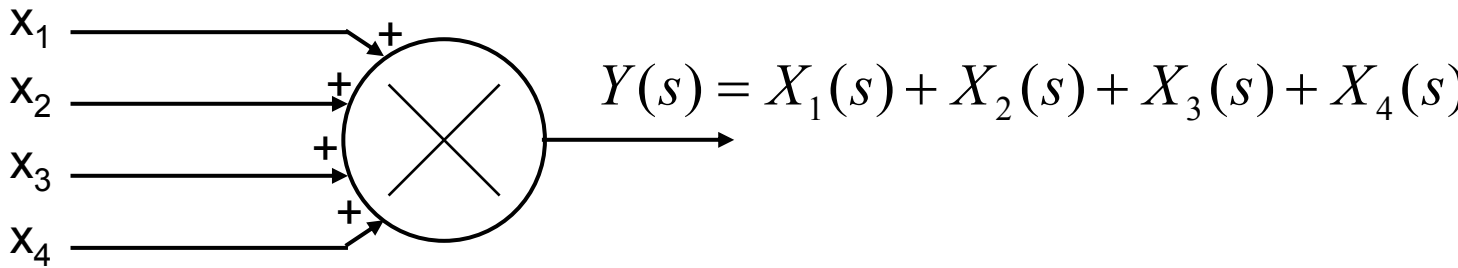 x₁ +
x₂ +
Y(s) = X₁(s) + X₂(s) + X₃(s) + X₄(s)
x₃ +
x₄ +